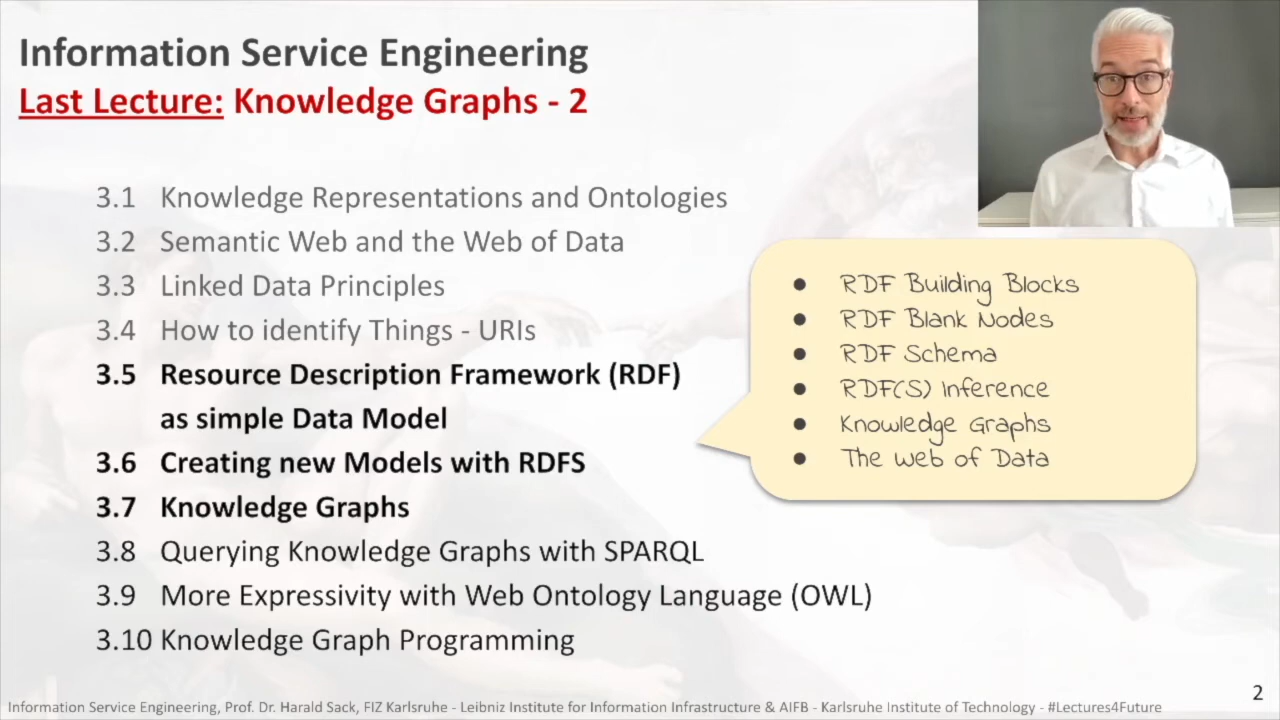 Information Service Engineering
Last Lecture: Knowledge Graphs - 2
3.1 Knowledge Representations and Ontologies
3.2 Semantic Web and the Web of Data
3.3 Linked Data Principles
3.4 How to identify Things - URIs
3.5 Resource Description Framework (RDF)
as simple Data Model
3.6 Creating new Models with RDFS
3.7 Knowledge Graphs
3.8 Querying Knowledge Graphs with SPARQL
3.9 More Expressivity with Web Ontology Language (OWL)
3.10 Knowledge Graph Programming
● RDF Building Blocks
● RDF Blank Nodes
● RDF Schema
● RDF(S) Inference
● Knowledge Graphs
● The Web of Data
2
Information Service Engineering, Prof. Dr. Harald Sack, FIZ Karlsruhe - Leibniz Institute for Information Infrastructure & AIFB - Karlsruhe Institute of Technology - #Lectures4Future